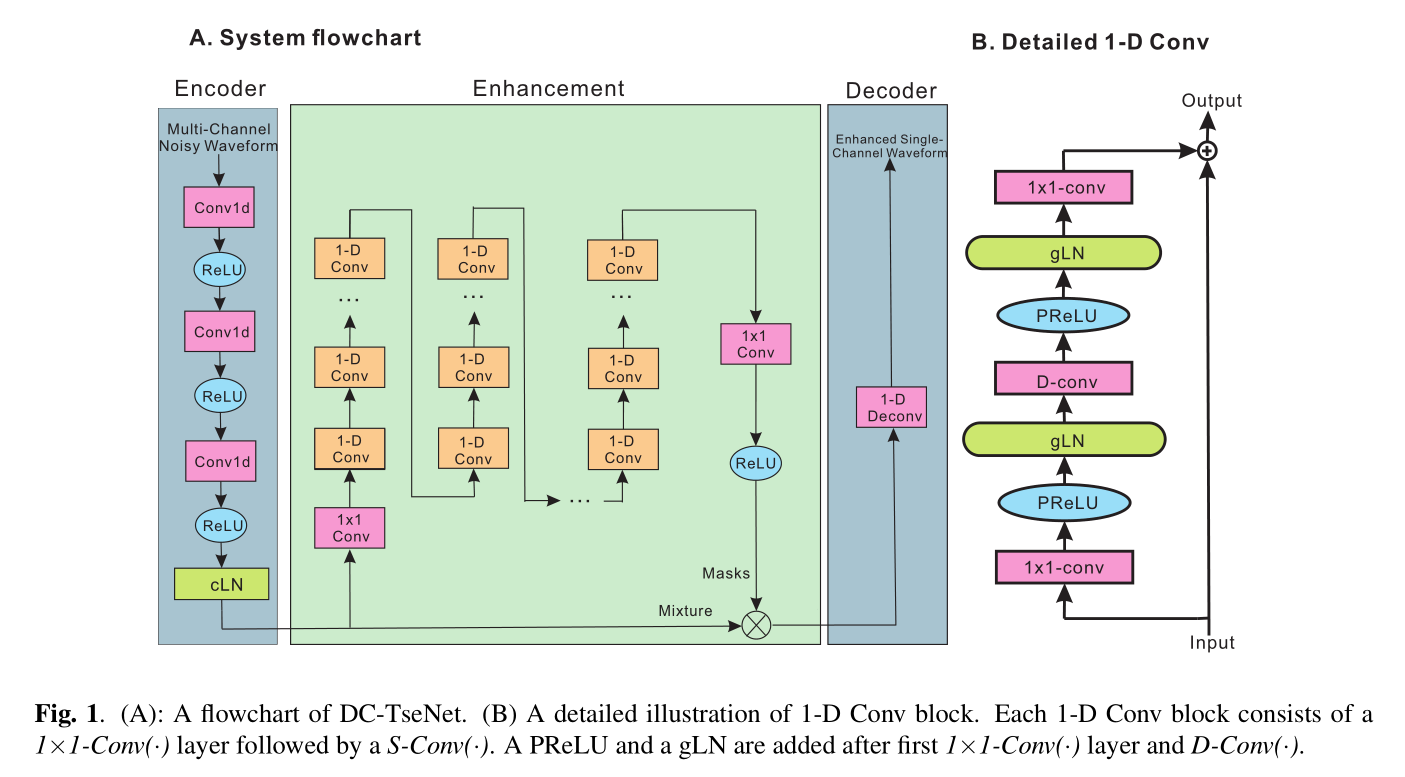 A. System flowchart
B. Detailed 1-D Conv
Encoder
Enhancement
Decoder
Multi-Channel
Noisy Waveform
Conv1d
ReLU
Conv1d
ReLU
Conv1d
ReLU
cLN
1-D
Conv
...
1-D
Conv
1-D
Conv
1x1
Conv
1-D
Conv
...
1-D
Conv
1-D
Conv
...
1-D
Conv
...
1-D
Conv
1-D
Conv
1x1
Conv
ReLU
Masks
Mixture
Enhanced Single-
Channel Waveform
1-D
Deconv
Output
1x1-conv
gLN
PReLU
D-conv
gLN
PReLU
1x1-conv
Input
Fig. 1. (A): A flowchart of DC-TseNet. (B) A detailed illustration of 1-D Conv block. Each 1-D Conv block consists of a
1×1-Conv(·) layer followed by a S-Conv(·). A PReLU and a gLN are added after first 1×1-Conv(·) layer and D-Conv(·).